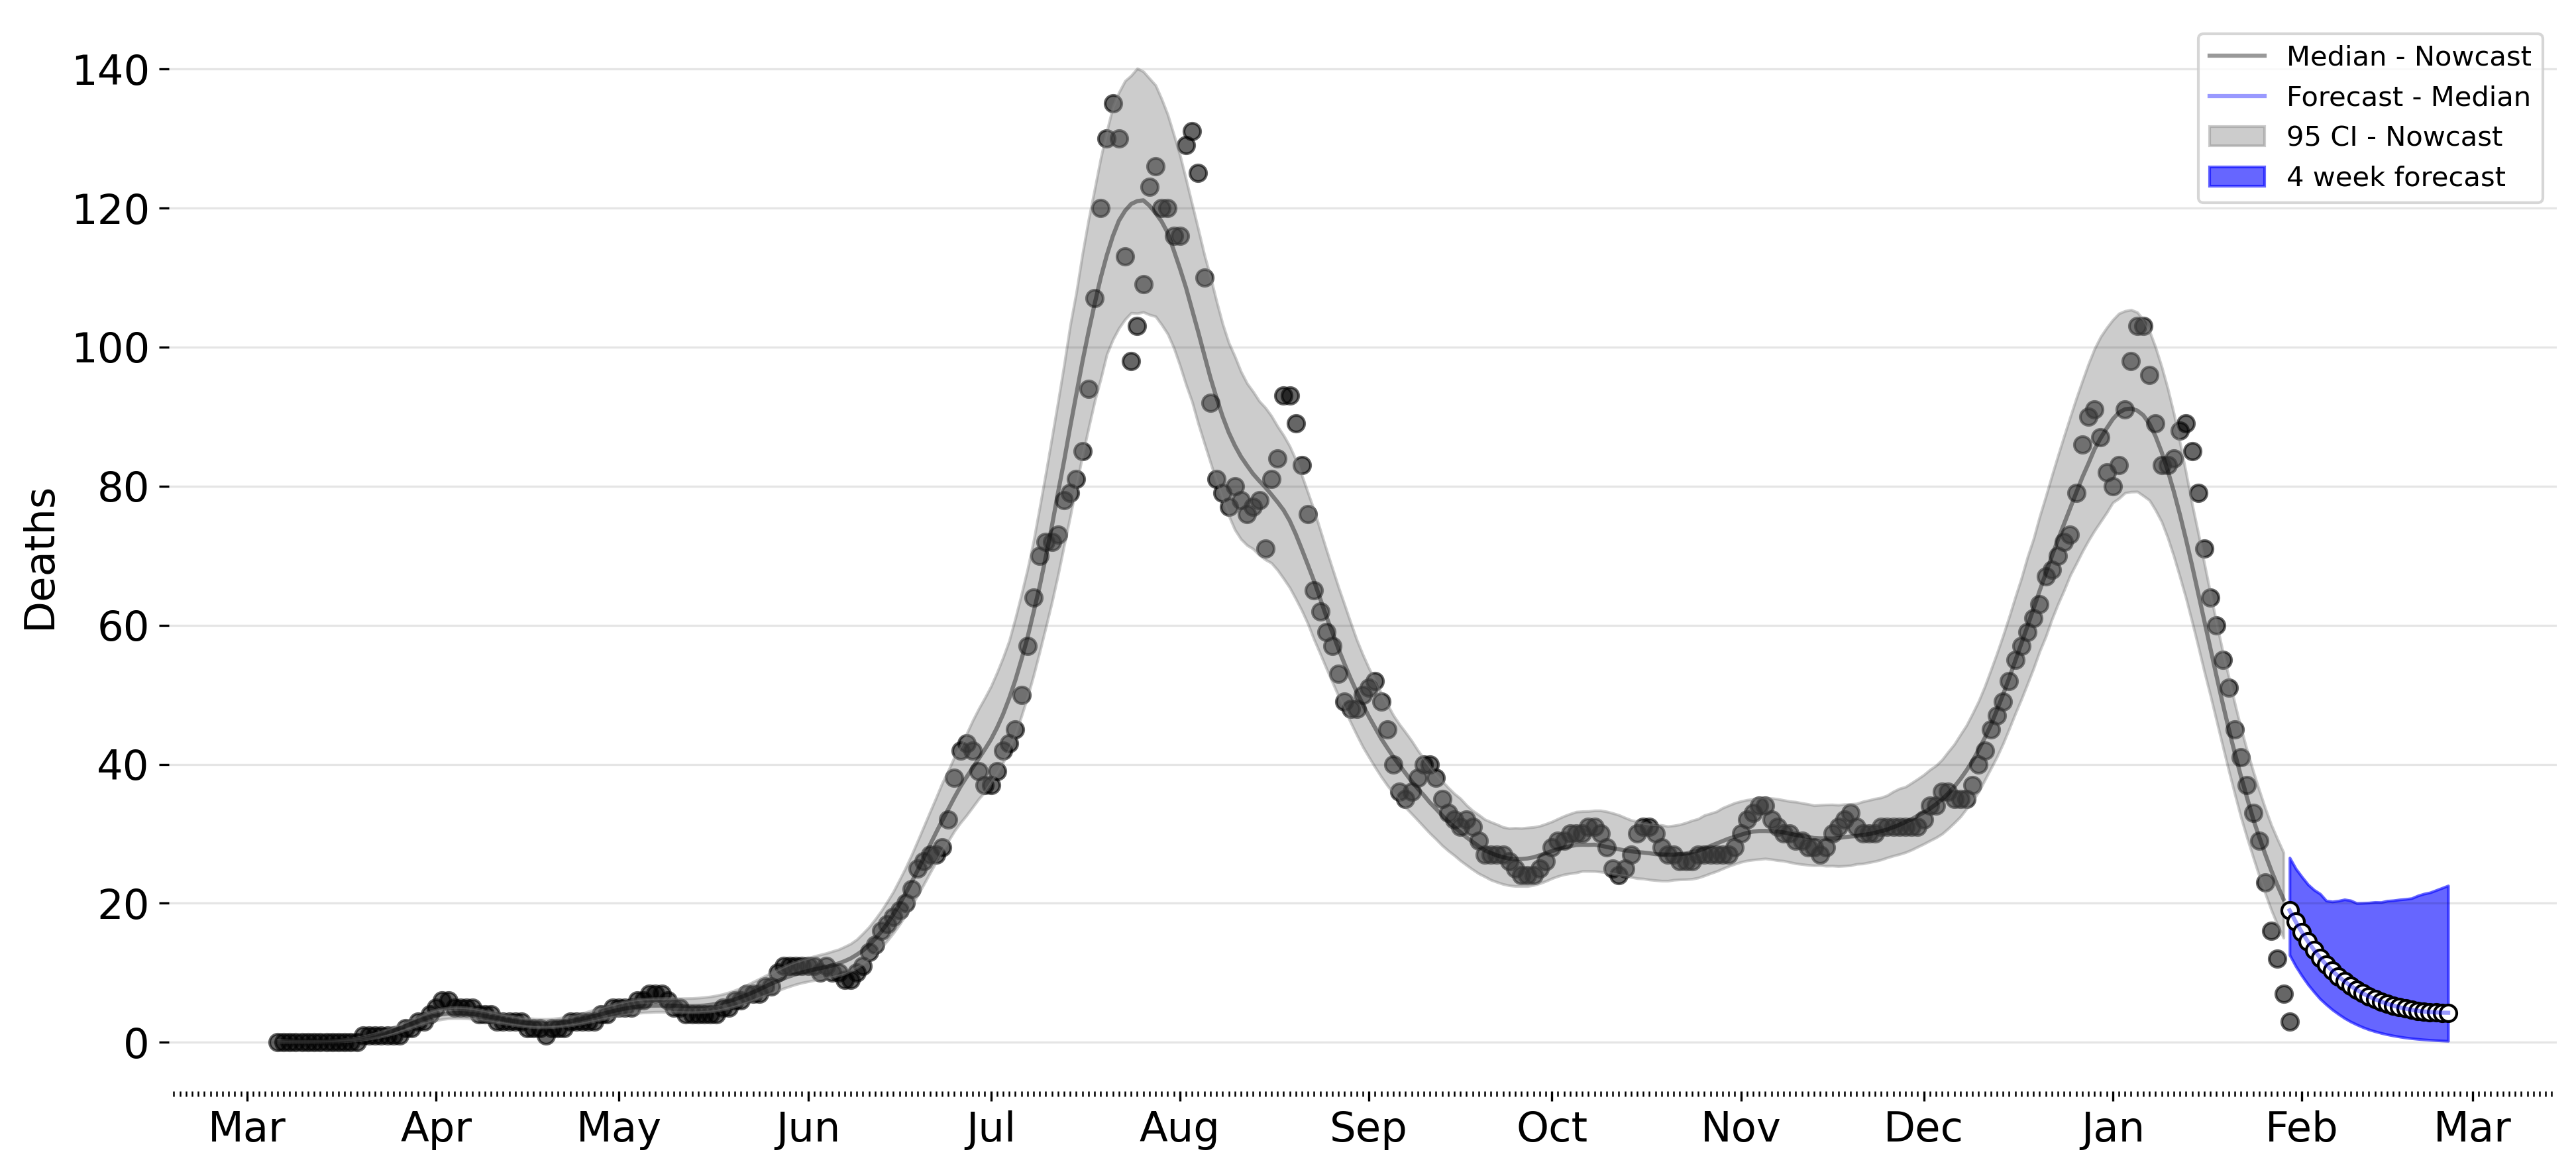 Deaths
140
120
100
80
60
40
20
0
Mar Apr May Jun Jul Aug Sep Oct Nov Dec Jan Feb Mar
Median - Nowcast
Forecast - Median
95 CI - Nowcast
4 week forecast